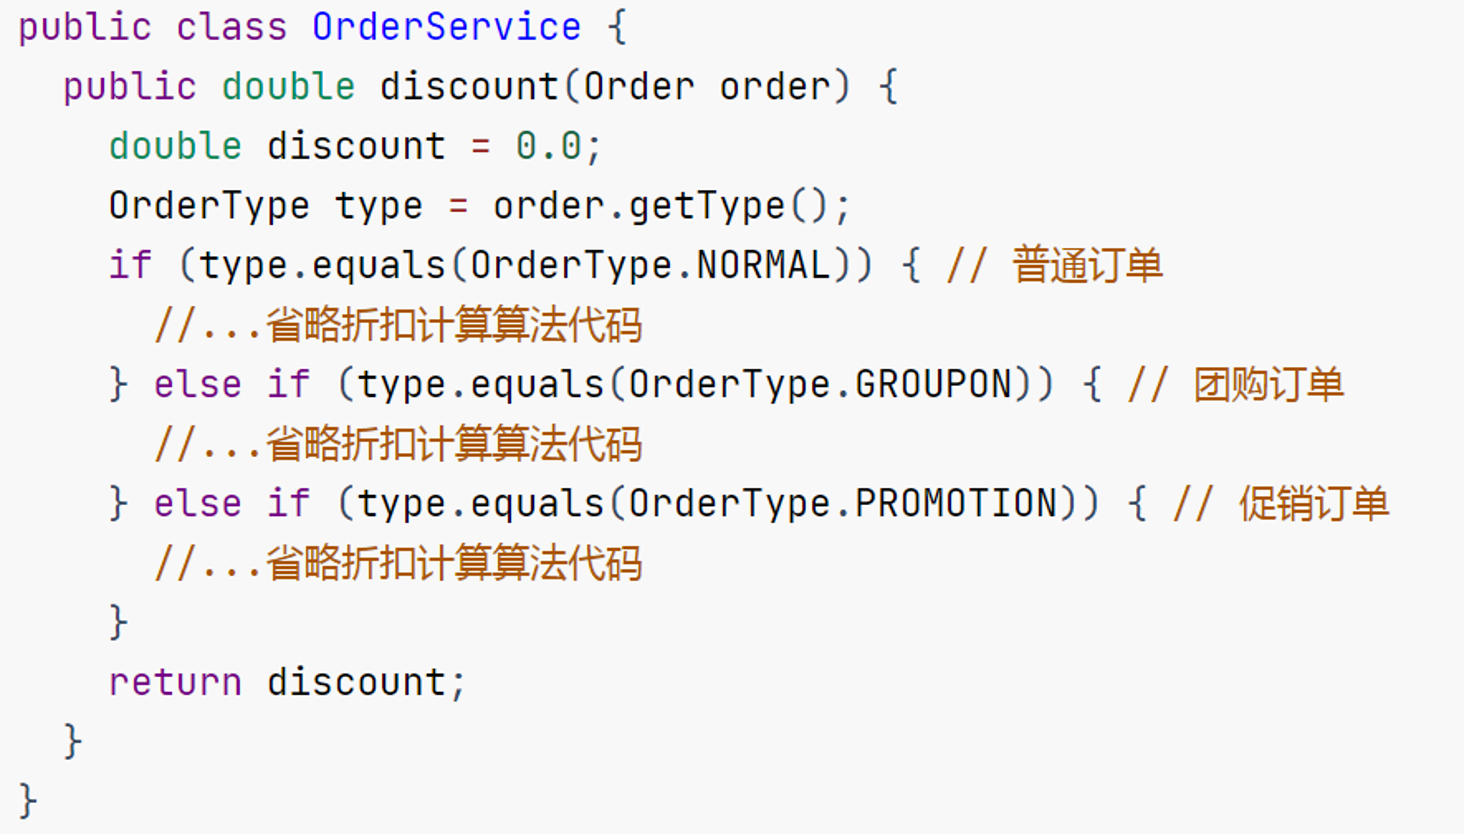 public class OrderService {
public double discount(Order order) {
double discount = 0.0;
OrderType type = order.getType();
if (type.equals(OrderType.NORMAL)) { // 普通订单
//...省略折扣计算算法代码
} else if (type.equals(OrderType.GROUPON)) { // 团购订单
//...省略折扣计算算法代码
} else if (type.equals(OrderType.PROMOTION)) { // 促销订单
//...省略折扣计算算法代码
}
return discount;
}
}